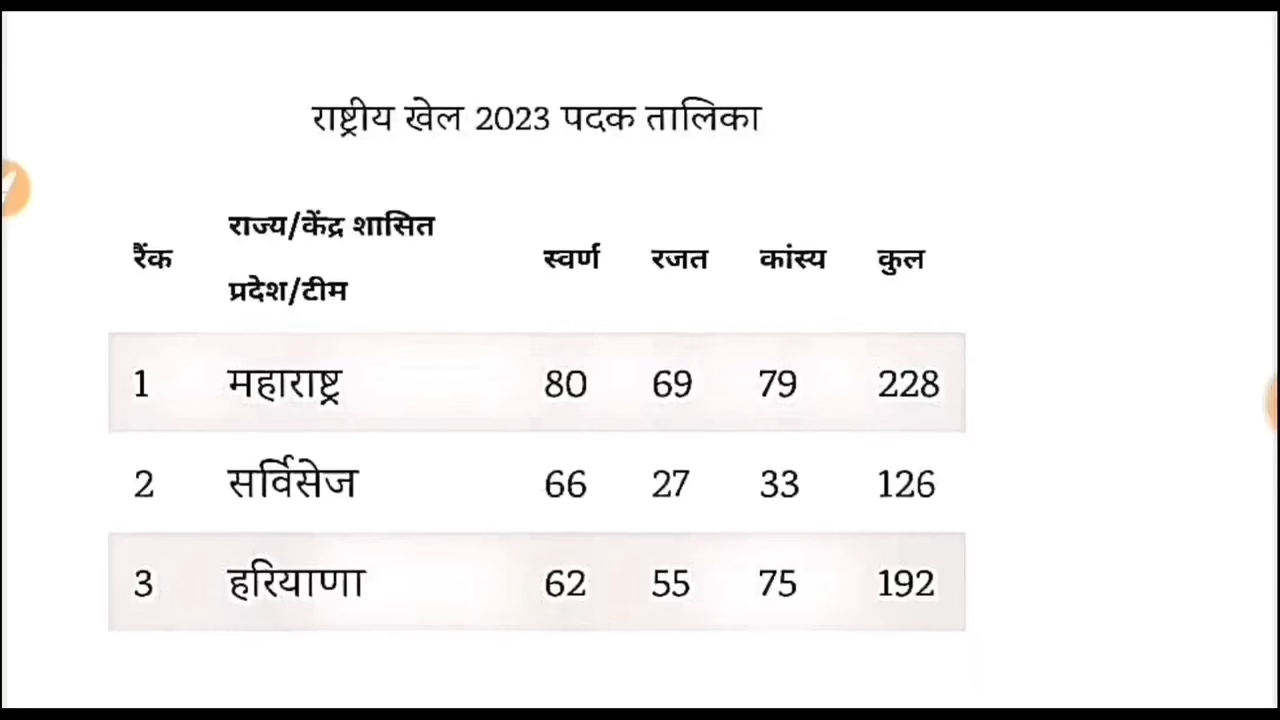 राष्ट्रीय खेल 2023 पदक तालिका
रैंक राज्य/केंद्र शासित प्रदेश/टीम स्वर्ण रजत कांस्य कुल
1 महाराष्ट्र 80 69 79 228
2 सर्विसेज 66 27 33 126
3 हरियाणा 62 55 75 192